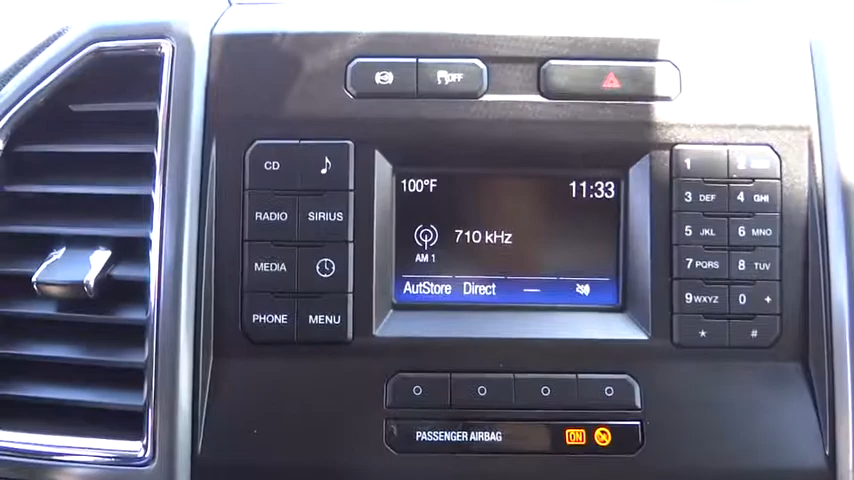 OFF
CD
RADIO SIRIUS
MEDIA
PHONE MENU
100°F 11:33
710 kHz
AM 1
AutStore Direct
1 2
3 DEF 4 GHI
5 JKL 6 MNO
7 PQRS 8 TUV
9 WXYZ 0 +
* #
PASSENGER AIRBAG ON